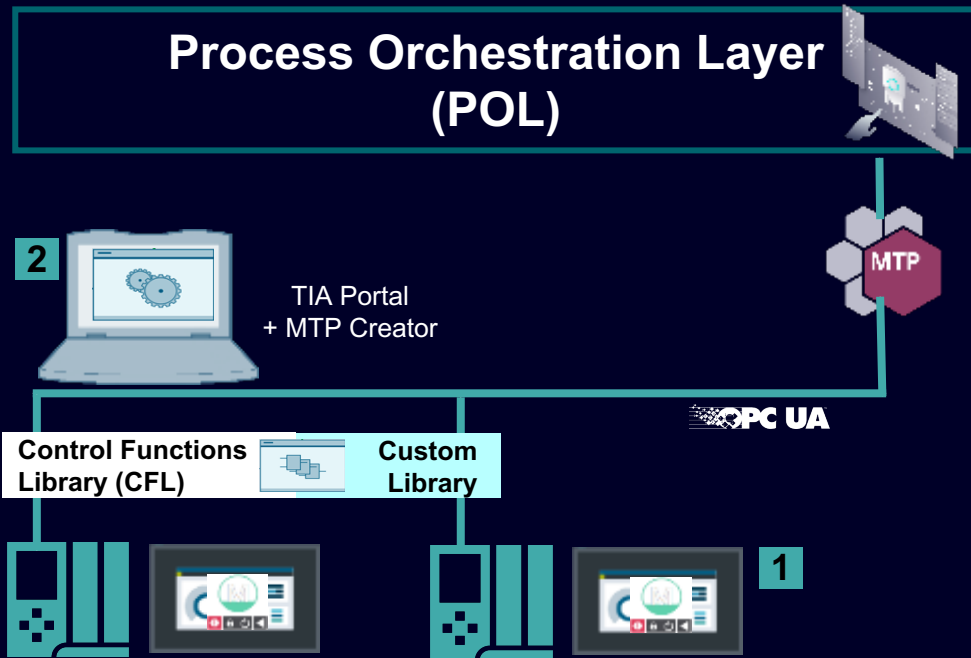 Process Orchestration Layer
(POL)
MTP
2
TIA Portal
+ MTP Creator
OPC UA
Control Functions
Library (CFL)
Custom
Library
1